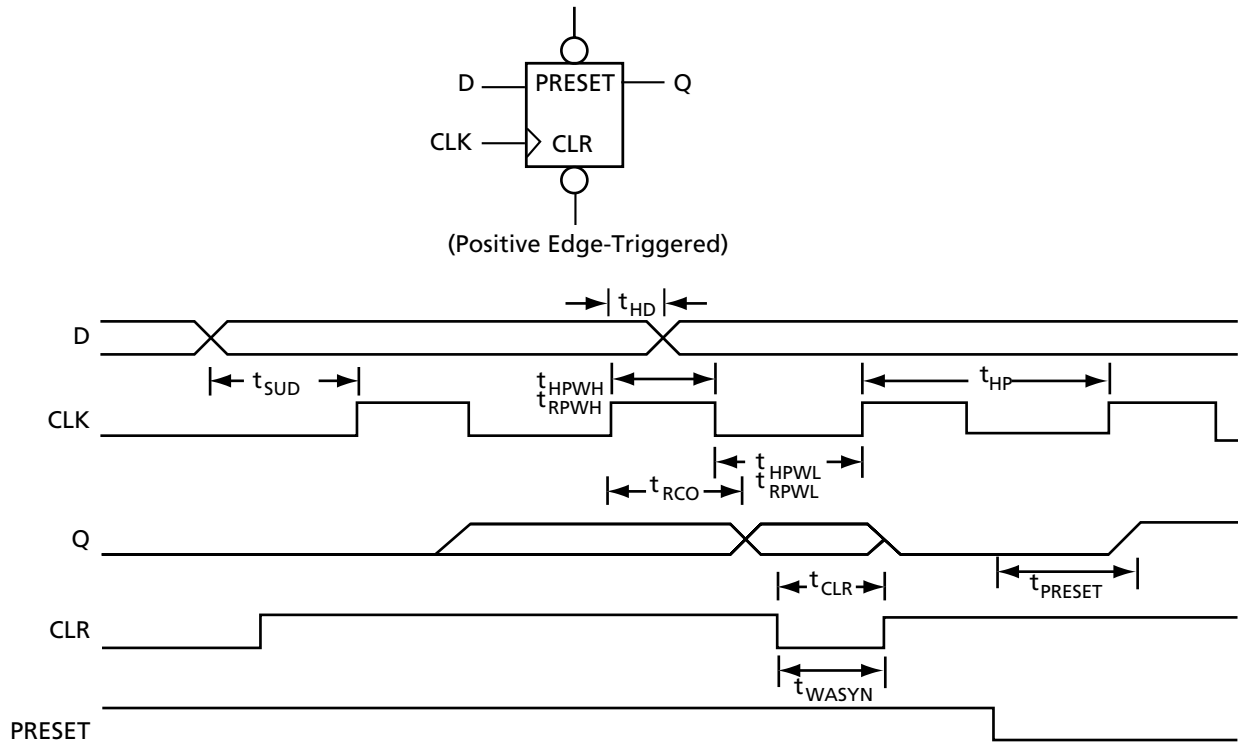 D PRESET Q
CLK CLR
(Positive Edge-Triggered)
tHD
D
tSUD tHPWH tHP
tRPWH
CLK
tRCO tHPWL
tRPWL
Q
tCLR tPRESET
CLR
tWASYN
PRESET